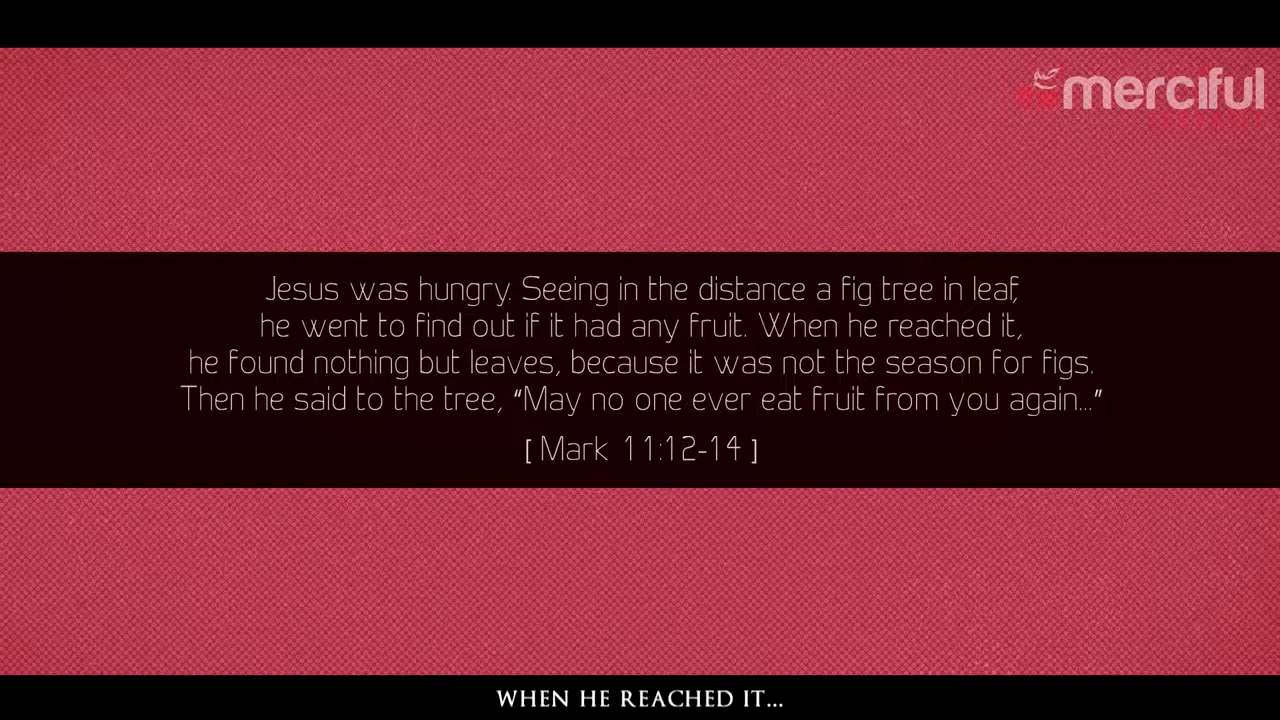 merciful
Jesus was hungry. Seeing in the distance a fig tree in leaf,
he went to find out if it had any fruit. When he reached it,
he found nothing but leaves, because it was not the season for figs.
Then he said to the tree, “May no one ever eat fruit from you again...”
[ Mark 11:12-14 ]
WHEN HE REACHED IT...